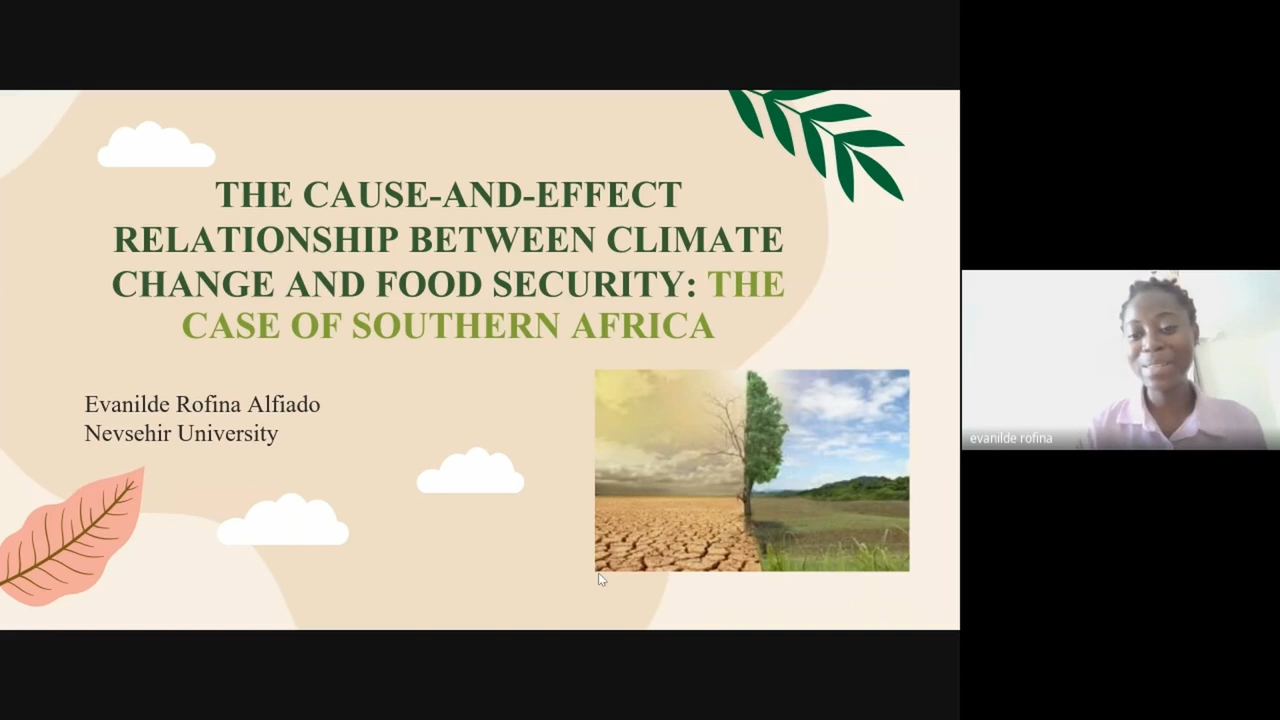 THE CAUSE-AND-EFFECT
RELATIONSHIP BETWEEN CLIMATE
CHANGE AND FOOD SECURITY: THE
CASE OF SOUTHERN AFRICA
Evanilde Rofina Alfiado
Nevsehir University
evanilde rofina